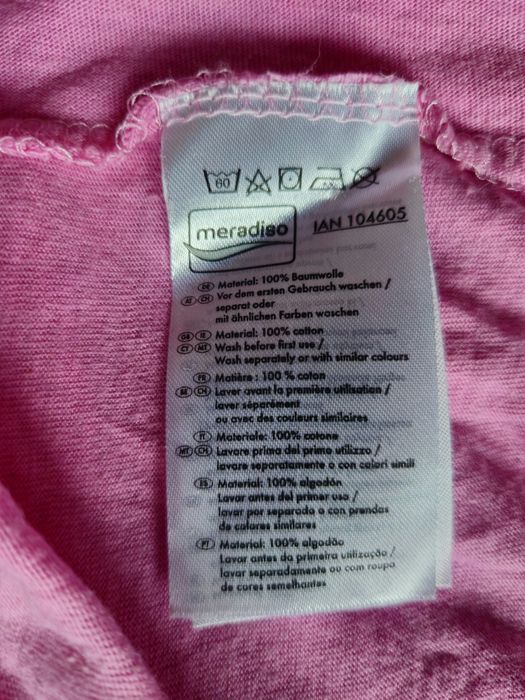 60
meradiso
IAN 104605
DE Material: 100% Baumwolle
AT CH Vor dem ersten Gebrauch waschen /
separat oder
mit ähnlichen Farben waschen
GB IE Material: 100% cotton
CY MT Wash before first use /
Wash separately or with similar colours
FR Matière : 100 % coton
BE CH Laver avant la première utilisation /
laver séparément
ou avec des couleurs similaires
IT Materiale: 100% cotone
MT CH Lavare prima del primo utilizzo /
lavare separatamente o con colori simili
ES Material: 100% algodón
Lavar antes del primer uso /
lavar por separado o con prendas
de colores similares
PT Material: 100% algodão
Lavar antes da primeira utilização /
lavar separadamente ou com roupa
de cores semelhantes